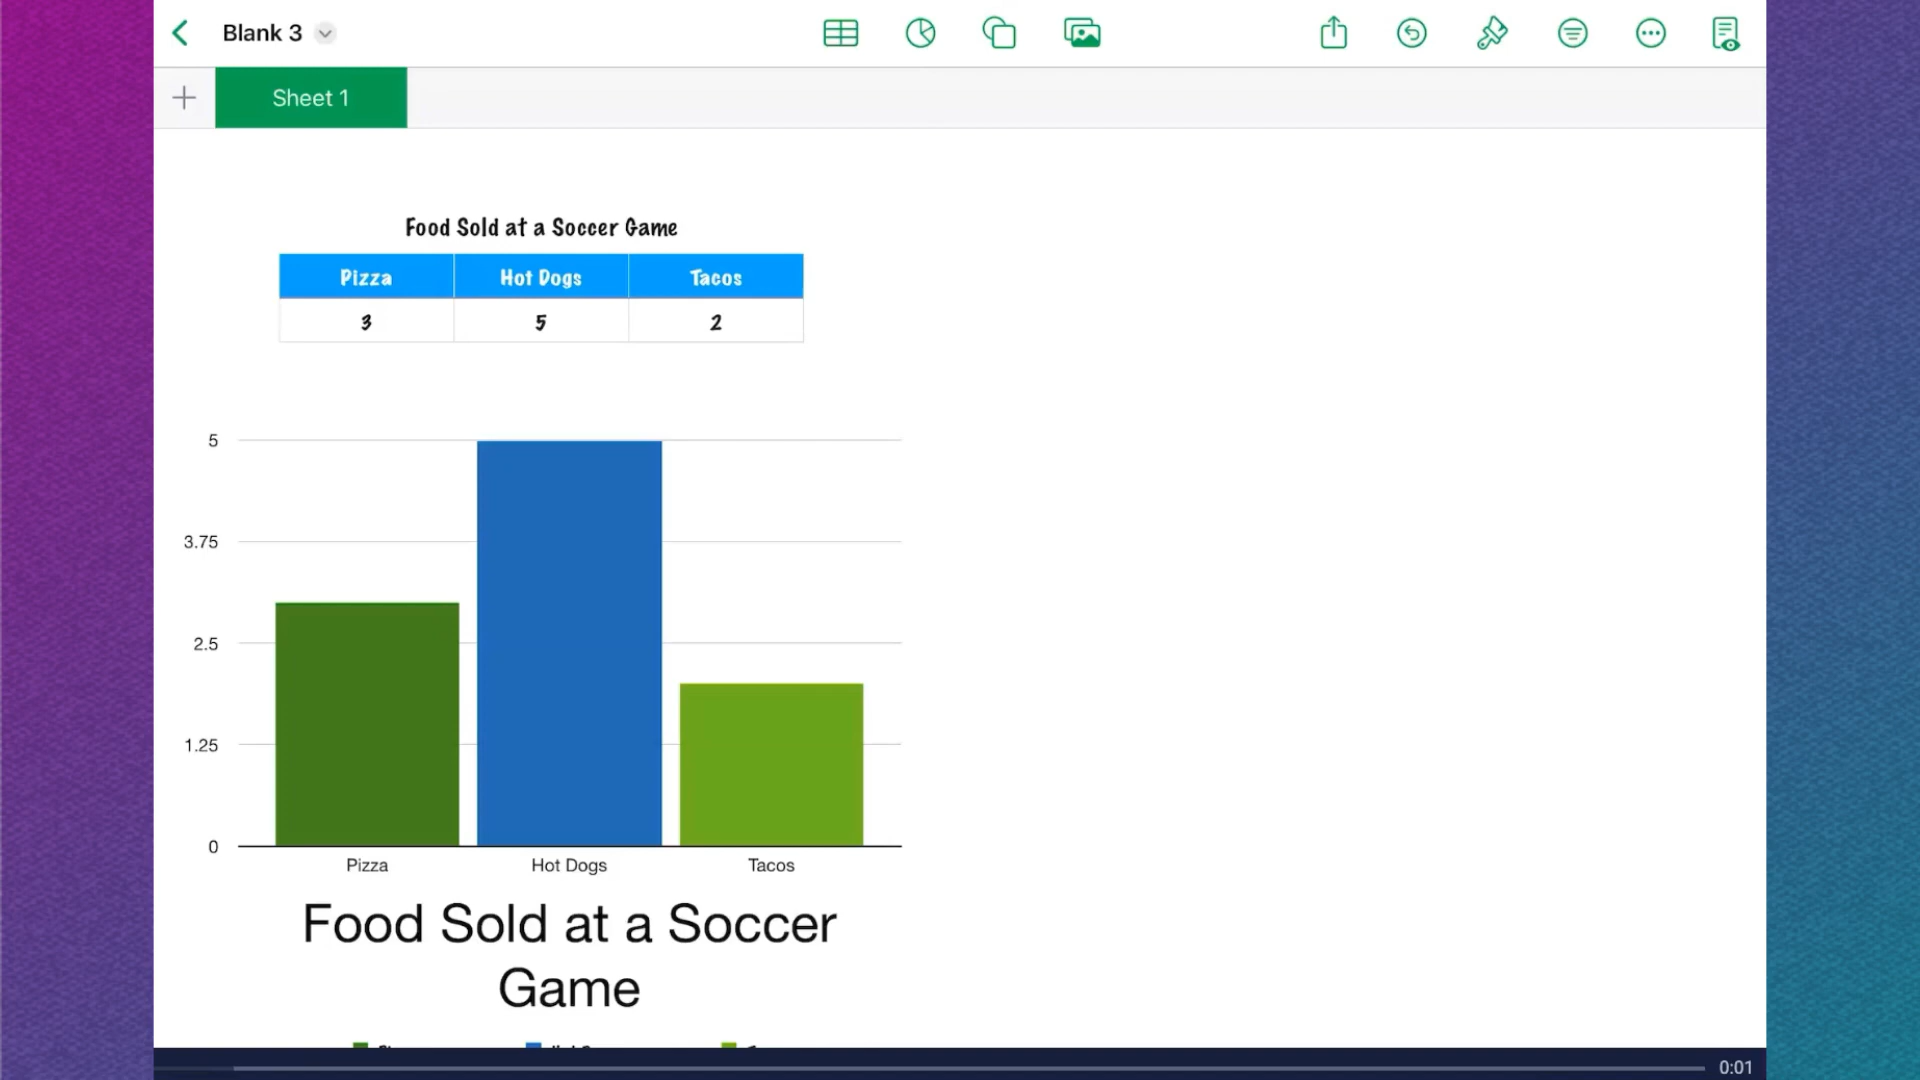 Blank 3
Sheet 1
Food Sold at a Soccer Game
Pizza Hot Dogs Tacos
3 5 2
5
3.75
2.5
1.25
0
Pizza Hot Dogs Tacos
Food Sold at a Soccer
Game
0:01